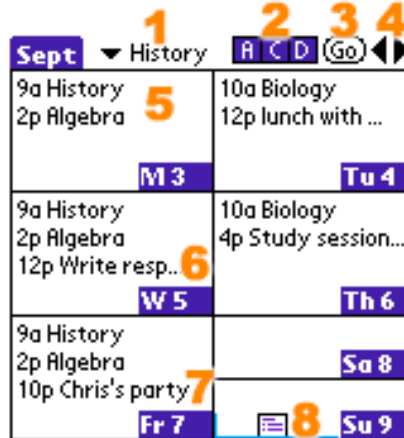 1 2 3 4
Sept History A C D Go
9a History
2p Algebra
5
M 3
10a Biology
12p lunch with ...
Tu 4
9a History
2p Algebra
12p Write resp...
6
W 5
10a Biology
4p Study session...
Th 6
9a History
2p Algebra
10p Chris's party
7
Fr 7
Sa 8
8
Su 9